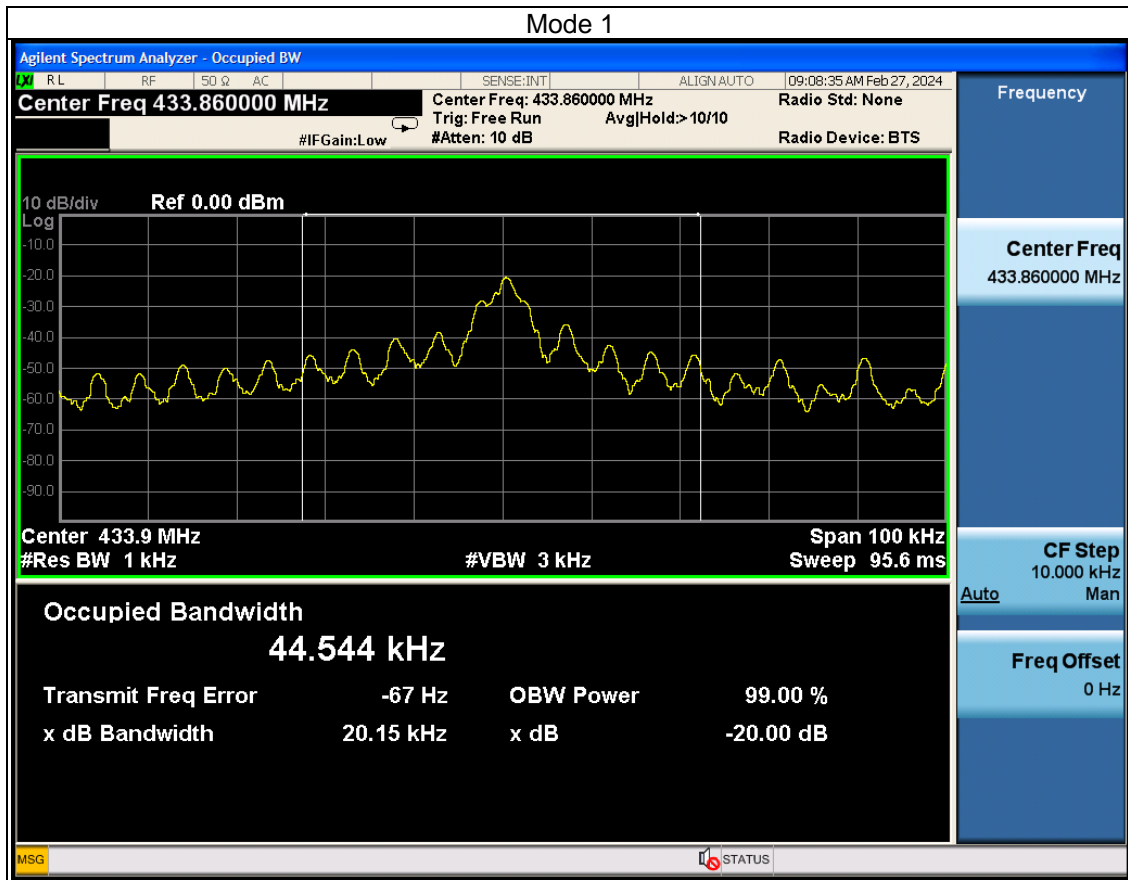 Mode 1
Agilent Spectrum Analyzer - Occupied BW
LXI RL RF 50 Ω AC SENSE:INT ALIGN AUTO 09:08:35 AM Feb 27, 2024
Center Freq 433.860000 MHz
Center Freq: 433.860000 MHz Radio Std: None
Trig: Free Run Avg|Hold:>10/10
#IFGain:Low #Atten: 10 dB Radio Device: BTS
10 dB/div Ref 0.00 dBm
Log
-10.0
-20.0
-30.0
-40.0
-50.0
-60.0
-70.0
-80.0
-90.0
Center 433.9 MHz Span 100 kHz
#Res BW 1 kHz #VBW 3 kHz Sweep 95.6 ms
Occupied Bandwidth
44.544 kHz
Transmit Freq Error -67 Hz OBW Power 99.00 %
x dB Bandwidth 20.15 kHz x dB -20.00 dB
Frequency
Center Freq
433.860000 MHz
CF Step
10.000 kHz
Auto Man
Freq Offset
0 Hz
MSG STATUS